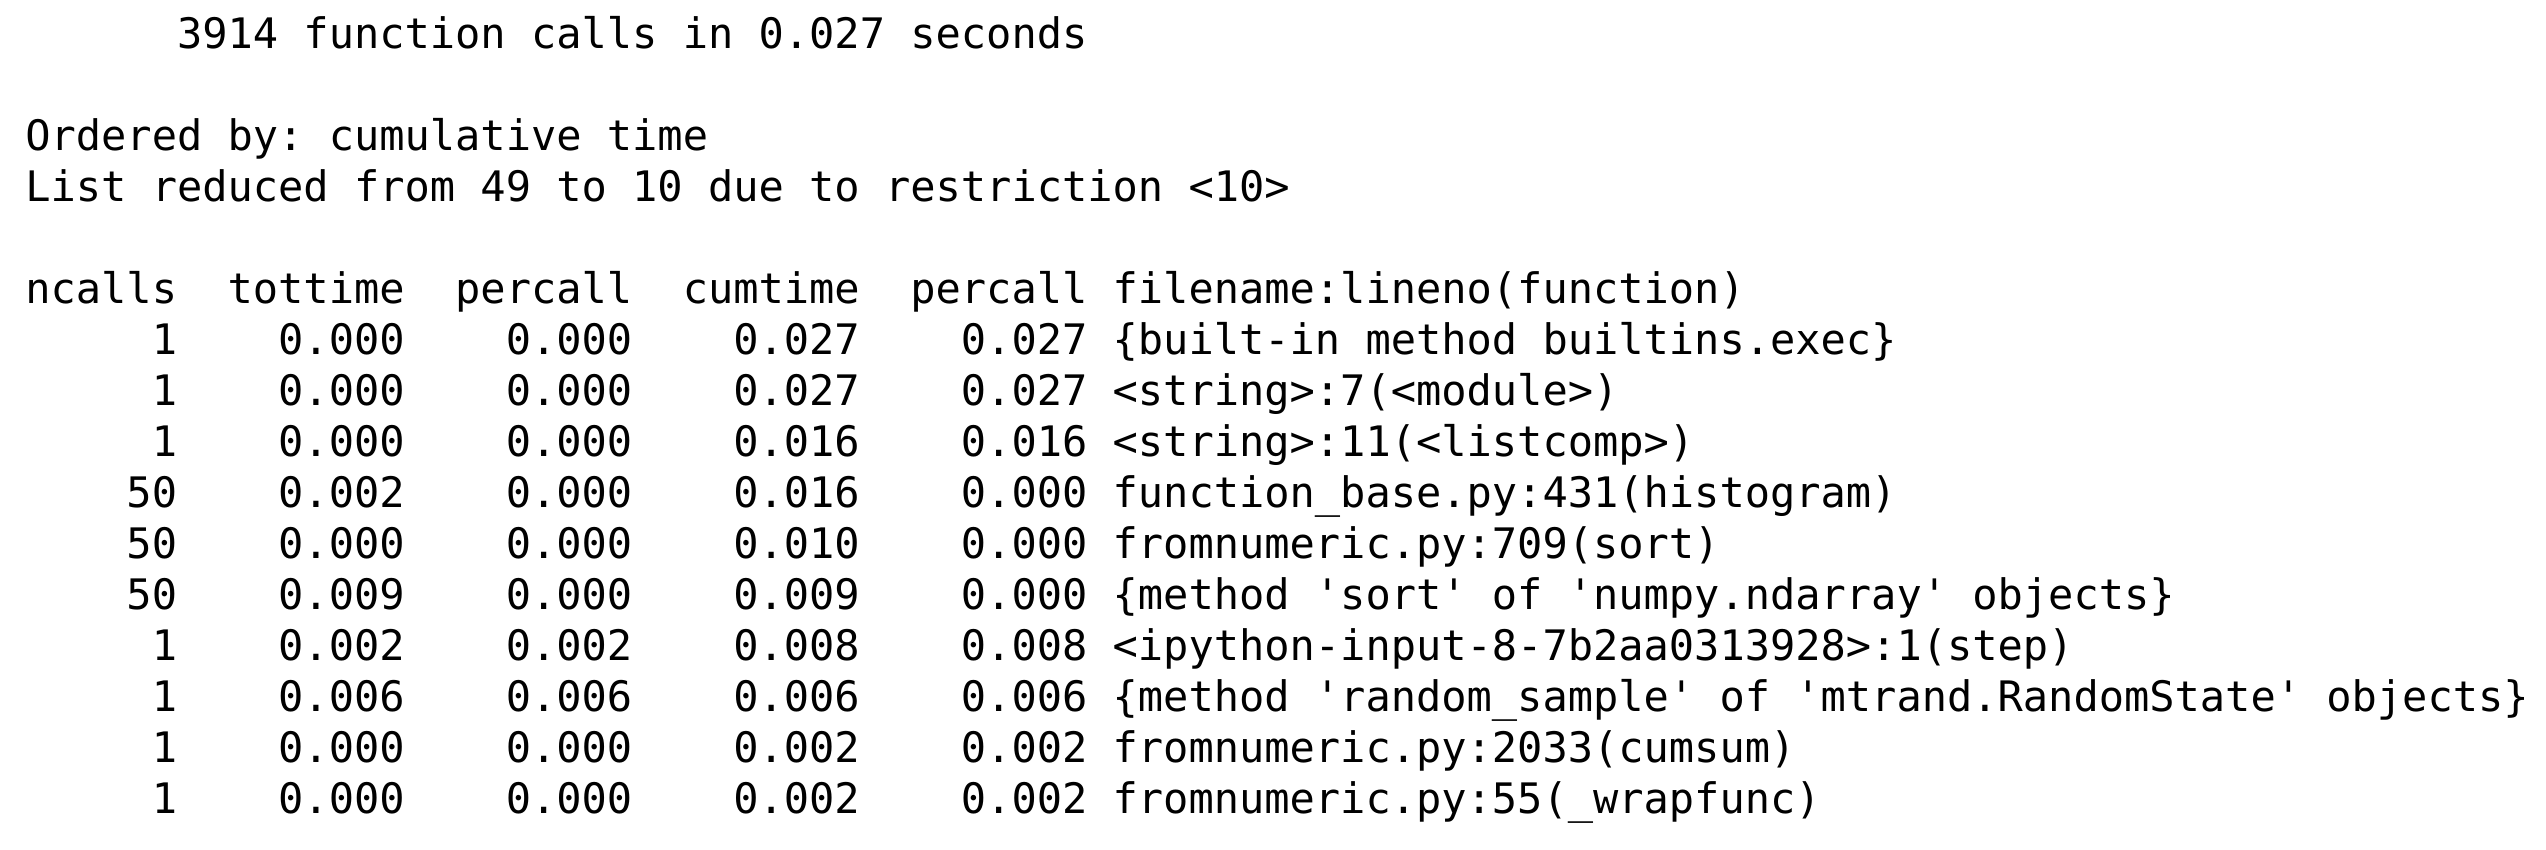 3914 function calls in 0.027 seconds
Ordered by: cumulative time
List reduced from 49 to 10 due to restriction <10>
ncalls  tottime  percall  cumtime  percall filename:lineno(function)
     1    0.000    0.000    0.027    0.027 {built-in method builtins.exec}
     1    0.000    0.000    0.027    0.027 <string>:7(<module>)
     1    0.000    0.000    0.016    0.016 <string>:11(<listcomp>)
    50    0.002    0.000    0.016    0.000 function_base.py:431(histogram)
    50    0.000    0.000    0.010    0.000 fromnumeric.py:709(sort)
    50    0.009    0.000    0.009    0.000 {method 'sort' of 'numpy.ndarray' objects}
     1    0.002    0.002    0.008    0.008 <ipython-input-8-7b2aa0313928>:1(step)
     1    0.006    0.006    0.006    0.006 {method 'random_sample' of 'mtrand.RandomState' objects}
     1    0.000    0.000    0.002    0.002 fromnumeric.py:2033(cumsum)
     1    0.000    0.000    0.002    0.002 fromnumeric.py:55(_wrapfunc)